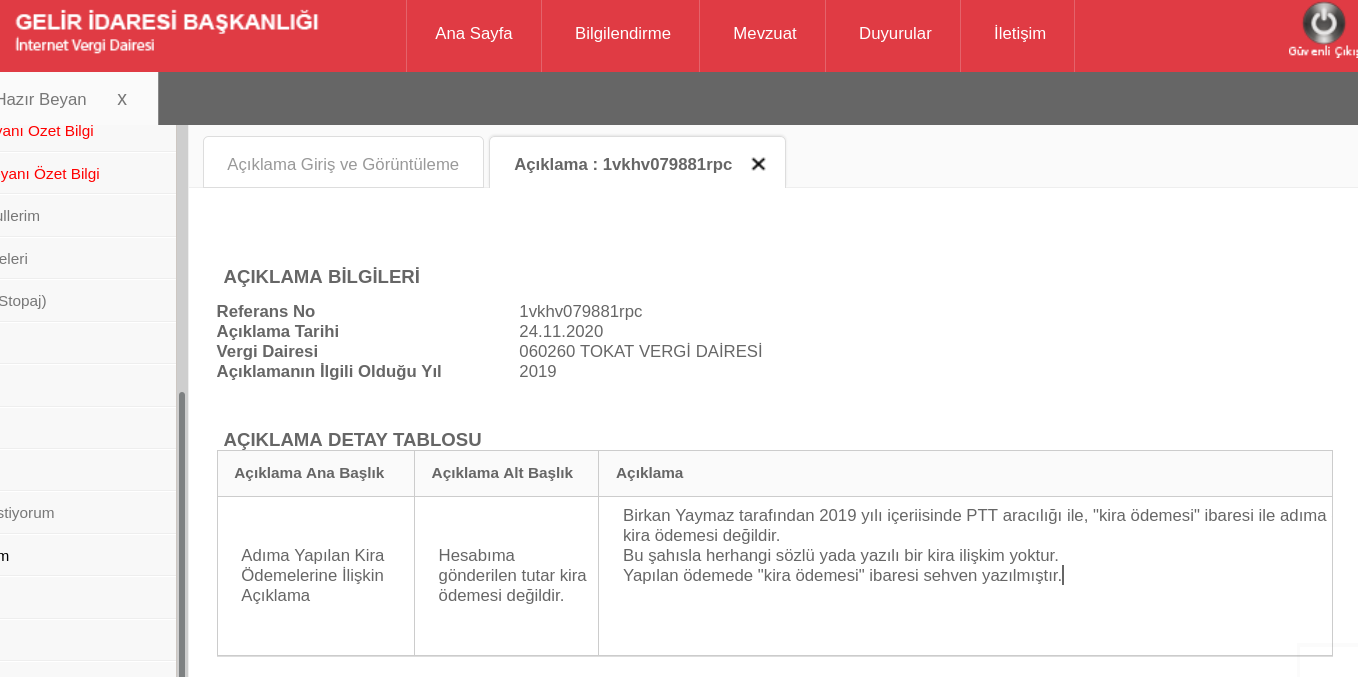 GELİR İDARESİ BAŞKANLIĞI
İnternet Vergi Dairesi
Ana Sayfa
Bilgilendirme
Mevzuat
Duyurular
İletişim
Güvenli Çıkış
Hazır Beyan X
yanı Özet Bilgi
yanı Özet Bilgi
ullerim
eleri
Stopaj)
stiyorum
m
Açıklama Giriş ve Görüntüleme
Açıklama : 1vkhv079881rpc
AÇIKLAMA BİLGİLERİ
Referans No 1vkhv079881rpc
Açıklama Tarihi 24.11.2020
Vergi Dairesi 060260 TOKAT VERGİ DAİRESİ
Açıklamanın İlgili Olduğu Yıl 2019
AÇIKLAMA DETAY TABLOSU
Açıklama Ana Başlık
Açıklama Alt Başlık
Açıklama
Adıma Yapılan Kira
Ödemelerine İlişkin
Açıklama
Hesabıma
gönderilen tutar kira
ödemesi değildir.
Birkan Yaymaz tarafından 2019 yılı içeriisinde PTT aracılığı ile, "kira ödemesi" ibaresi ile adıma
kira ödemesi değildir.
Bu şahısla herhangi sözlü yada yazılı bir kira ilişkim yoktur.
Yapılan ödemede "kira ödemesi" ibaresi sehven yazılmıştır.